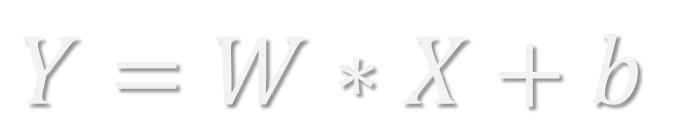 Y = W * X + b